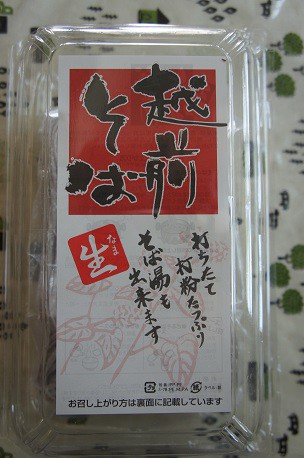 越前
そば
生
なま
打ちたて
打粉たっぷり
そば湯も
出来ます
お召し上がり方は裏面に記載しています